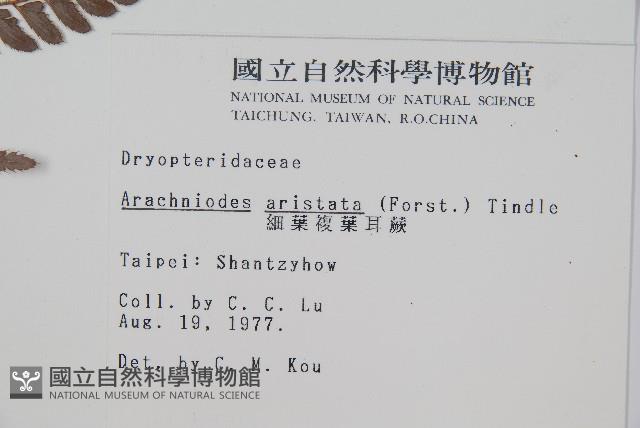 國立自然科學博物館
NATIONAL MUSEUM OF NATURAL SCIENCE
TAICHUNG. TAIWAN, R.O.CHINA
Dryopteridaceae
Arachniodes aristata (Forst.) Tindle
細葉複葉耳蕨
Taipei: Shantzyhow
Coll. by C. C. Lu
Aug. 19, 1977.
Det. by C. M. Kou
國立自然科學博物館
NATIONAL MUSEUM OF NATURAL SCIENCE